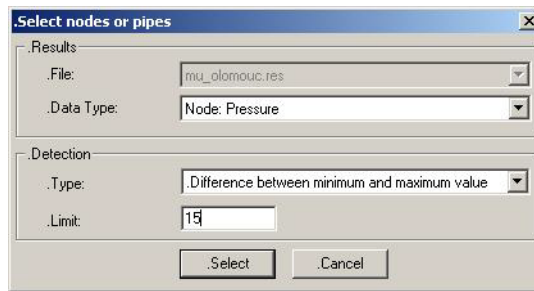 .Select nodes or pipes
.Results
.File: mu_olomouc.res
.Data Type: Node: Pressure
.Detection
.Type: .Difference between minimum and maximum value
.Limit: 15
.Select .Cancel